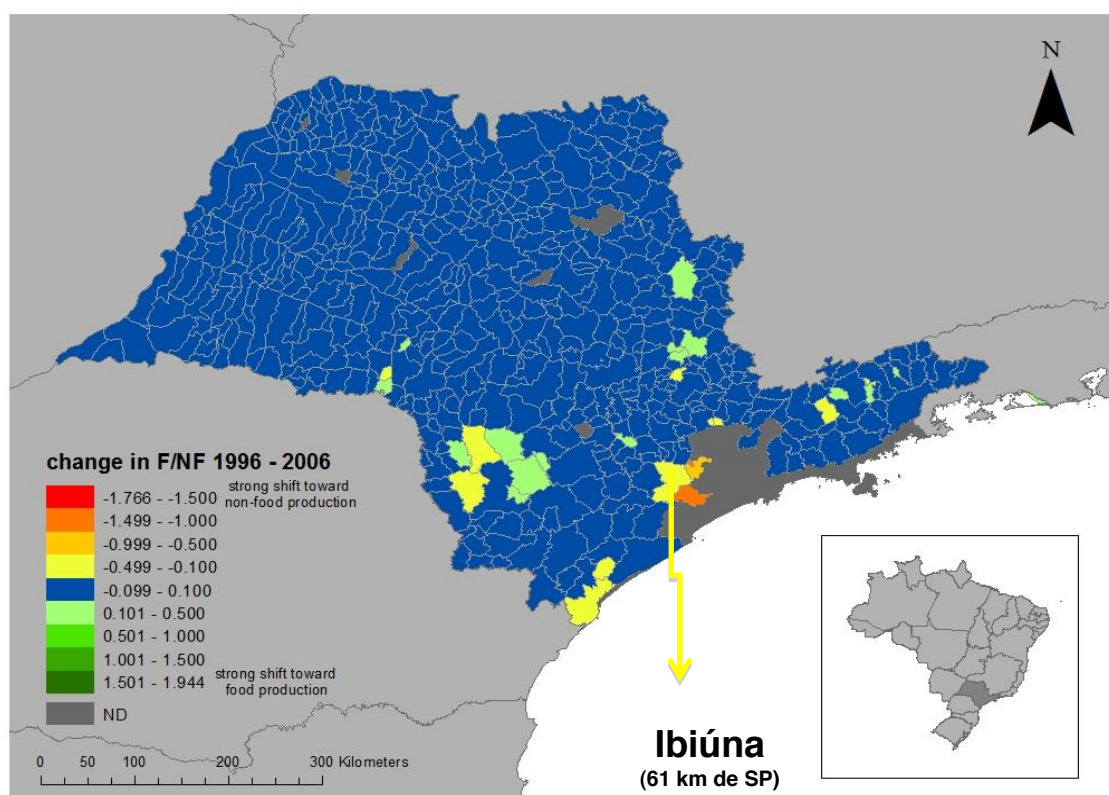 N
change in F/NF 1996 - 2006
-1.766 - -1.500 strong shift toward
non-food production
-1.499 - -1.000
-0.999 - -0.500
-0.499 - -0.100
-0.099 - 0.100
0.101 - 0.500
0.501 - 1.000
1.001 - 1.500
1.501 - 1.944 strong shift toward
food production
ND
0 50 100 200 300 Kilometers
Ibiúna
(61 km de SP)